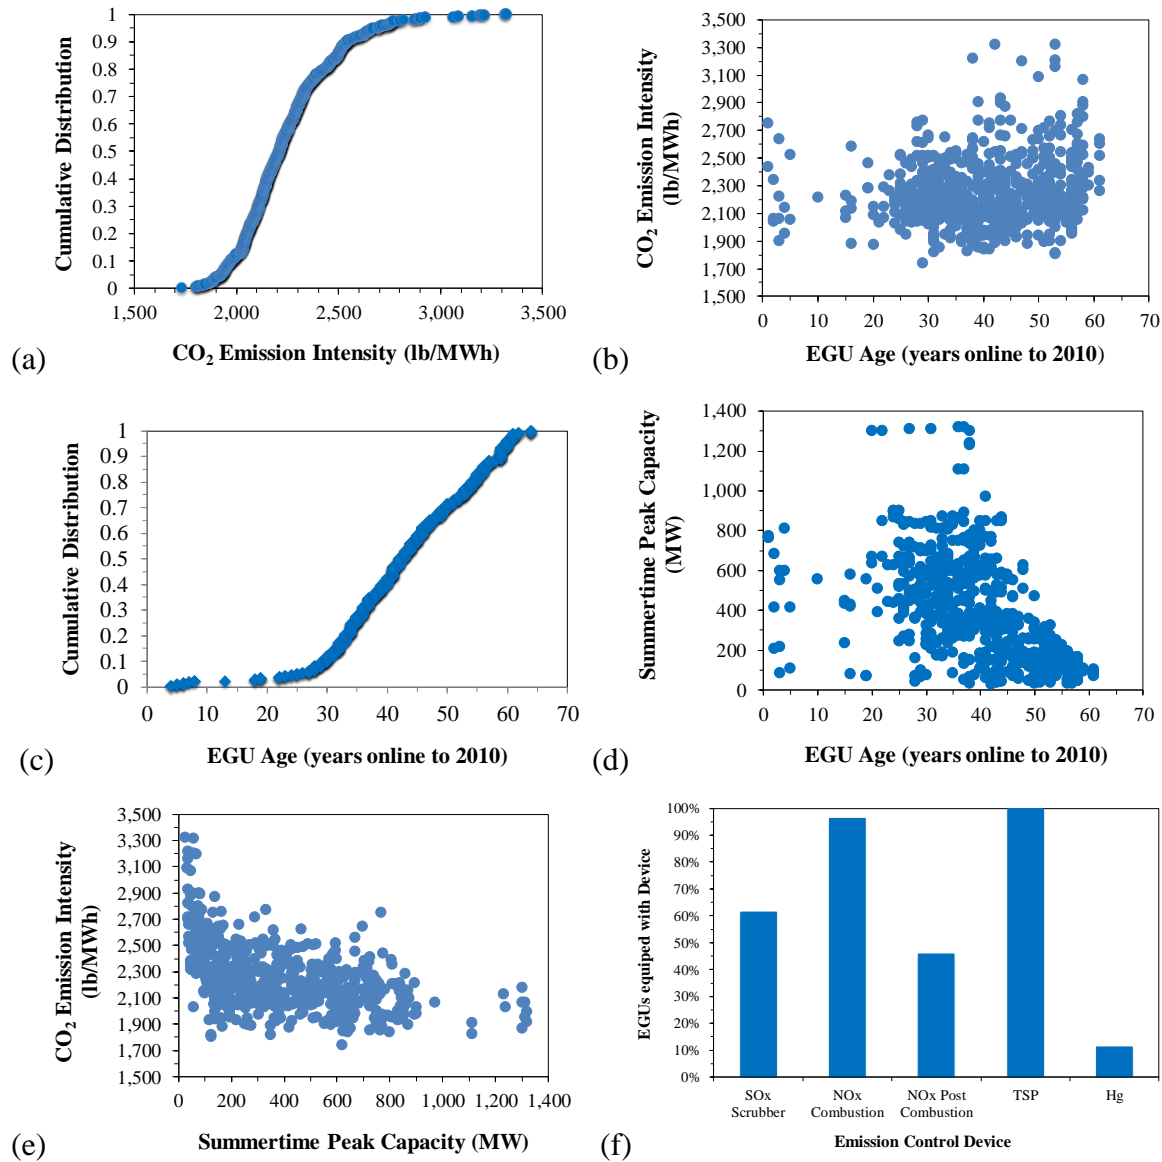 1
0.9
0.8
0.7
0.6
0.5
0.4
0.3
0.2
0.1
0
Cumulative Distribution
1,500 2,000 2,500 3,000 3,500
CO₂ Emission Intensity (lb/MWh)
(a)
3,500
3,300
3,100
2,900
2,700
2,500
2,300
2,100
1,900
1,700
1,500
CO₂ Emission Intensity
(lb/MWh)
0 10 20 30 40 50 60 70
EGU Age (years online to 2010)
(b)
1
0.9
0.8
0.7
0.6
0.5
0.4
0.3
0.2
0.1
0
Cumulative Distribution
0 10 20 30 40 50 60 70
EGU Age (years online to 2010)
(c)
1,400
1,200
1,000
800
600
400
200
0
Summertime Peak Capacity
(MW)
0 10 20 30 40 50 60 70
EGU Age (years online to 2010)
(d)
3,500
3,300
3,100
2,900
2,700
2,500
2,300
2,100
1,900
1,700
1,500
CO₂ Emission Intensity
(lb/MWh)
0 200 400 600 800 1,000 1,200 1,400
Summertime Peak Capacity (MW)
(e)
100%
90%
80%
70%
60%
50%
40%
30%
20%
10%
0%
EGUs equiped with Device
SOx
Scrubber
NOx
Combustion
NOx Post
Combustion
TSP
Hg
Emission Control Device
(f)